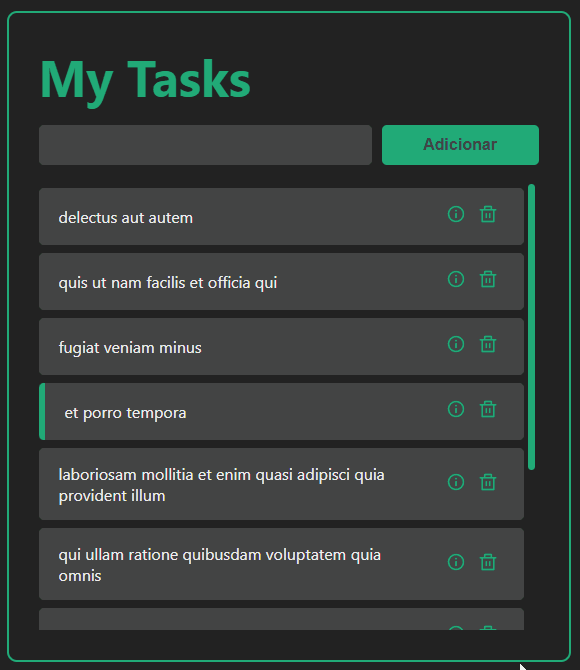 My Tasks
Adicionar
delectus aut autem
quis ut nam facilis et officia qui
fugiat veniam minus
et porro tempora
laboriosam mollitia et enim quasi adipisci quia
provident illum
qui ullam ratione quibusdam voluptatem quia
omnis